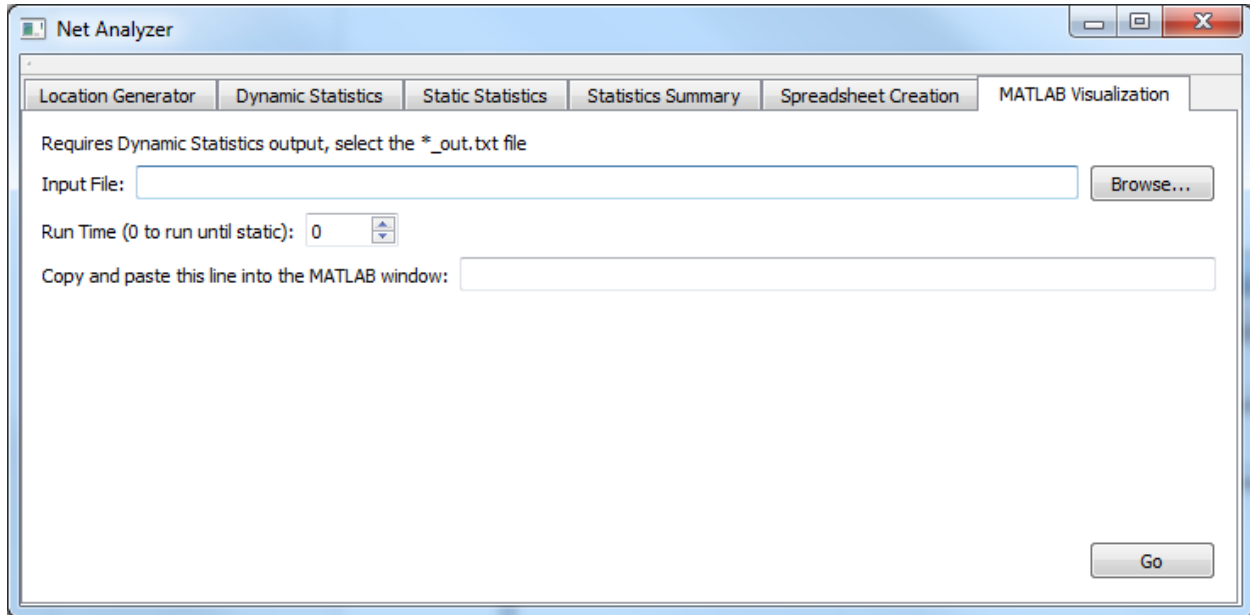 Net Analyzer
Location Generator Dynamic Statistics Static Statistics Statistics Summary Spreadsheet Creation MATLAB Visualization
Requires Dynamic Statistics output, select the *_out.txt file
Input File: Browse...
Run Time (0 to run until static): 0
Copy and paste this line into the MATLAB window:
Go